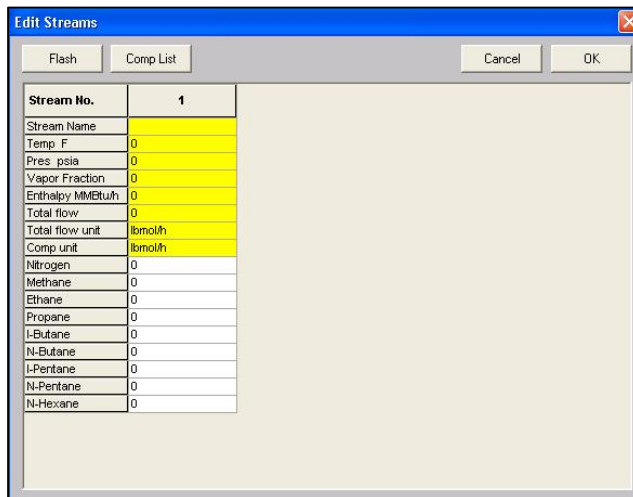 Edit Streams
Flash Comp List Cancel OK
Stream No. 1
Stream Name
Temp F 0
Pres psia 0
Vapor Fraction 0
Enthalpy MMBtu/h 0
Total flow 0
Total flow unit lbmol/h
Comp unit lbmol/h
Nitrogen 0
Methane 0
Ethane 0
Propane 0
I-Butane 0
N-Butane 0
I-Pentane 0
N-Pentane 0
N-Hexane 0